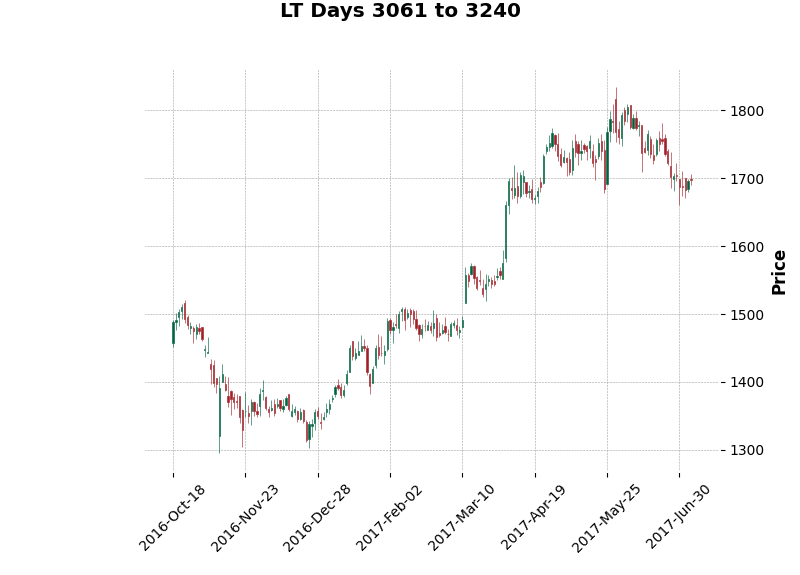 LT Days 3061 to 3240
1800
1700
1600
1500
1400
1300
Price
2016-Oct-18
2016-Nov-23
2016-Dec-28
2017-Feb-02
2017-Mar-10
2017-Apr-19
2017-May-25
2017-Jun-30